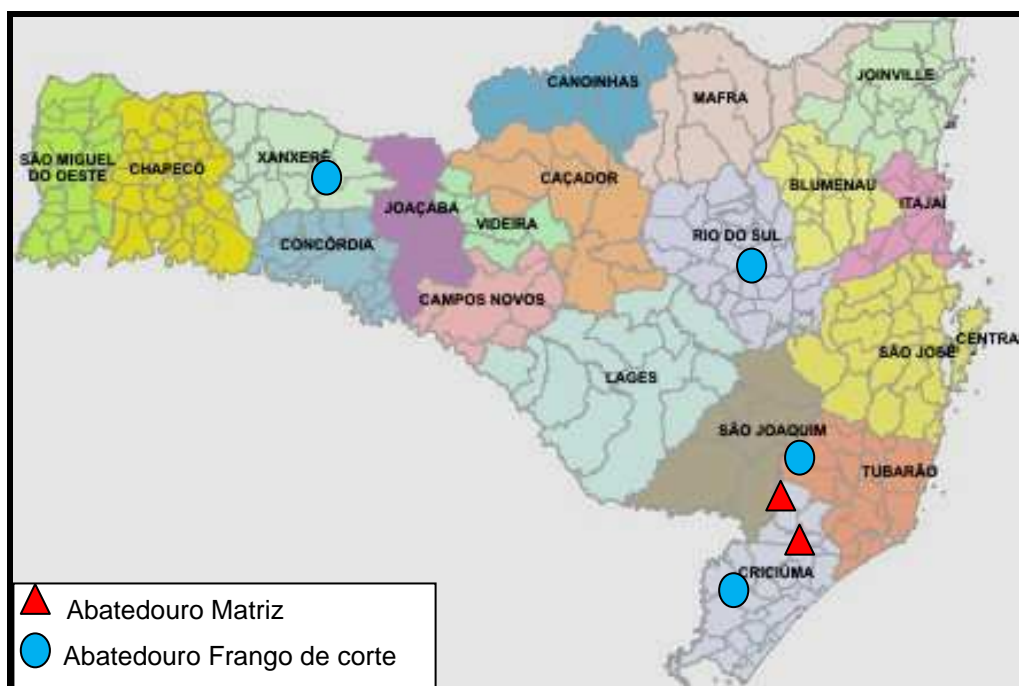 CANOINHAS
MAFRA
JOINVILLE
SÃO MIGUEL
DO OESTE
CHAPECÓ
XANXERÊ
CAÇADOR
BLUMENAU
ITAJAÍ
JOAÇABA
VIDEIRA
RIO DO SUL
CONCÓRDIA
CAMPOS NOVOS
CENTRA
SÃO JOSÉ
LAGES
SÃO JOAQUIM
TUBARÃO
CRICIÚMA
Abatedouro Matriz
Abatedouro Frango de corte